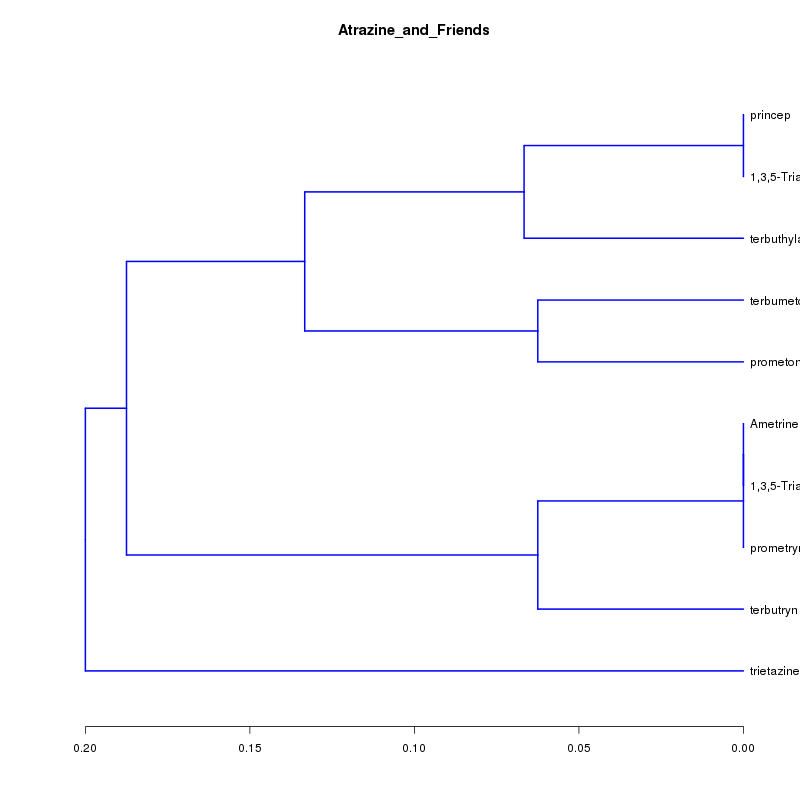 Atrazine_and_Friends
princep
1,3,5-Tria
terbuthyla
terbumeto
prometon
Ametrine
1,3,5-Tria
prometryn
terbutryn
trietazine
0.20 0.15 0.10 0.05 0.00